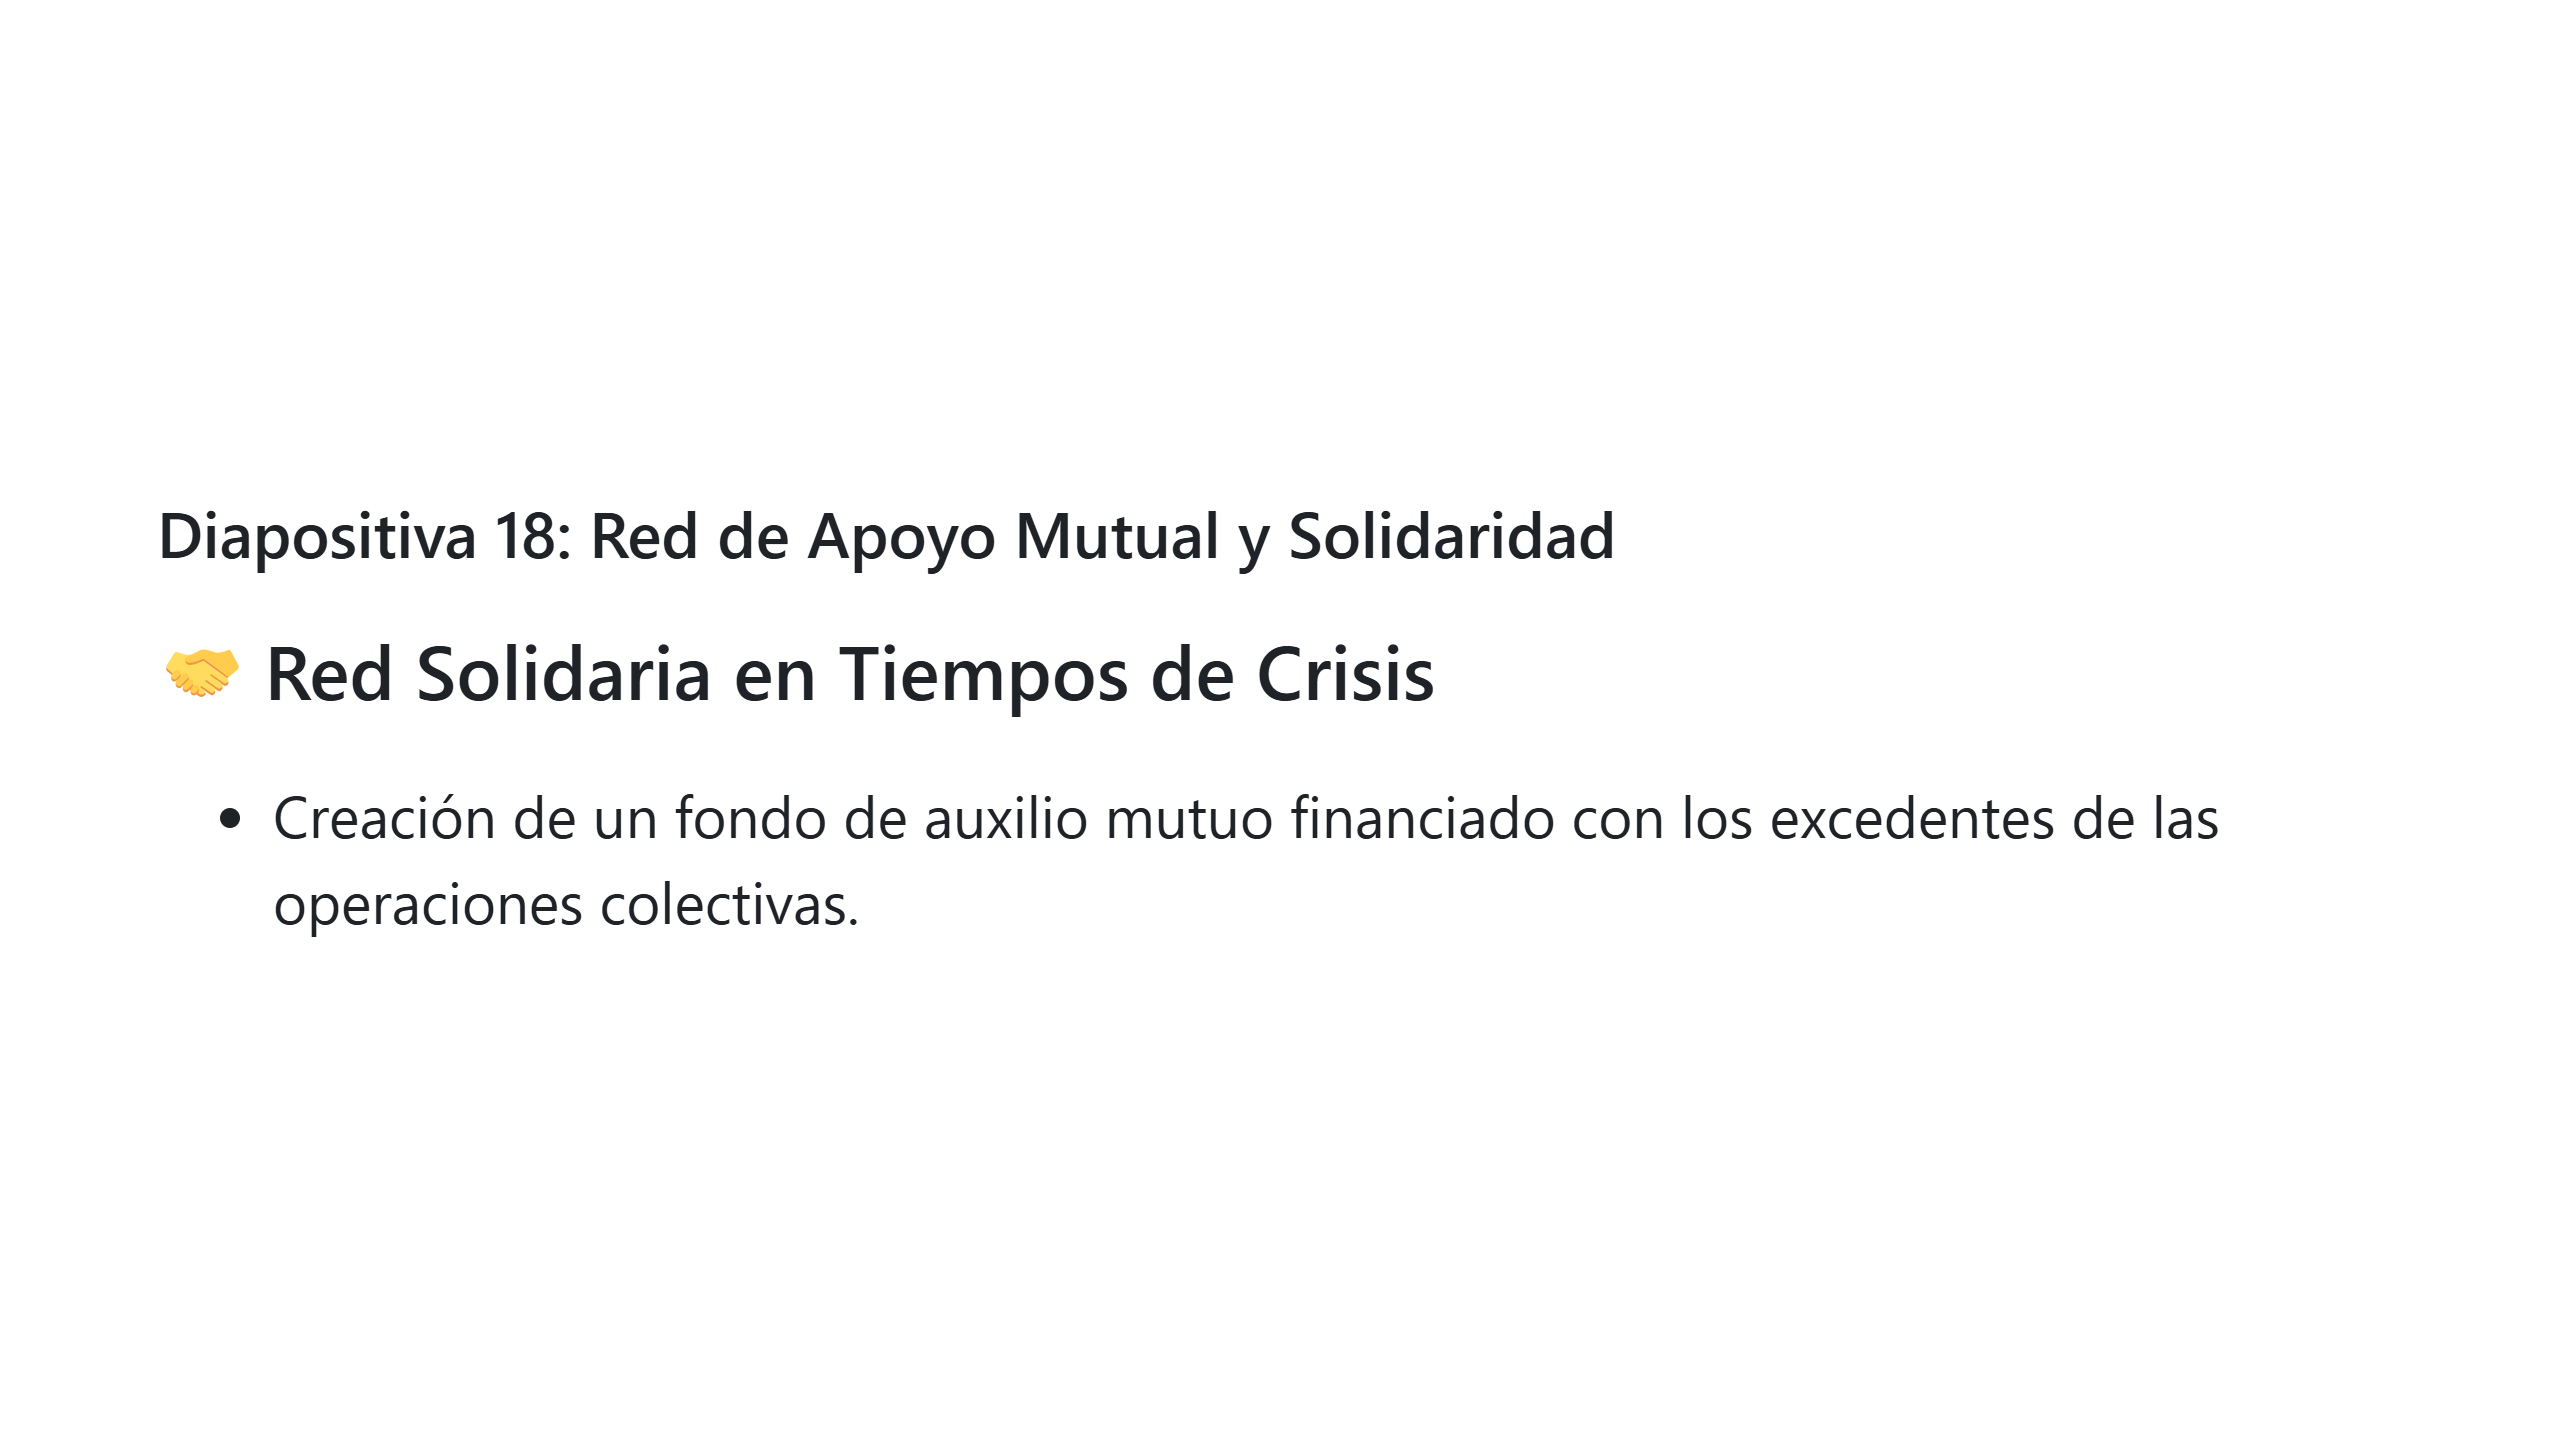 Diapositiva 18: Red de Apoyo Mutual y Solidaridad
🤝 Red Solidaria en Tiempos de Crisis
• Creación de un fondo de auxilio mutuo financiado con los excedentes de las
operaciones colectivas.